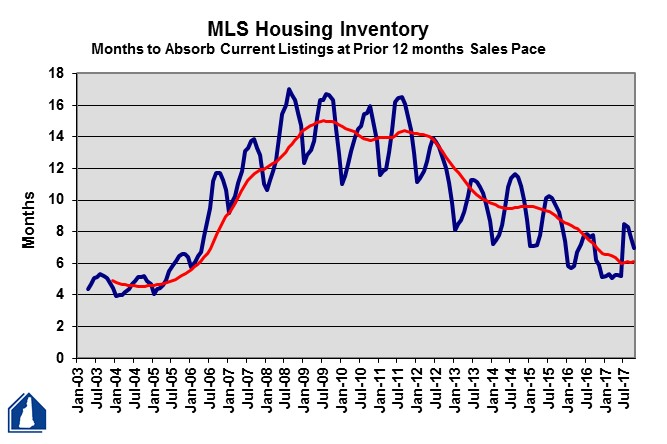 MLS Housing Inventory
Months to Absorb Current Listings at Prior 12 months Sales Pace
Months
18
16
14
12
10
8
6
4
2
0
Jan-03
Jul-03
Jan-04
Jul-04
Jan-05
Jul-05
Jan-06
Jul-06
Jan-07
Jul-07
Jan-08
Jul-08
Jan-09
Jul-09
Jan-10
Jul-10
Jan-11
Jul-11
Jan-12
Jul-12
Jan-13
Jul-13
Jan-14
Jul-14
Jan-15
Jul-15
Jan-16
Jul-16
Jan-17
Jul-17